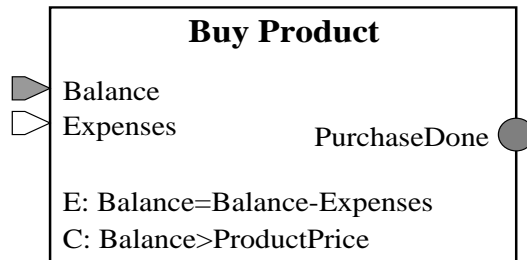 Buy Product
Balance
Expenses
PurchaseDone
E: Balance=Balance-Expenses
C: Balance>ProductPrice